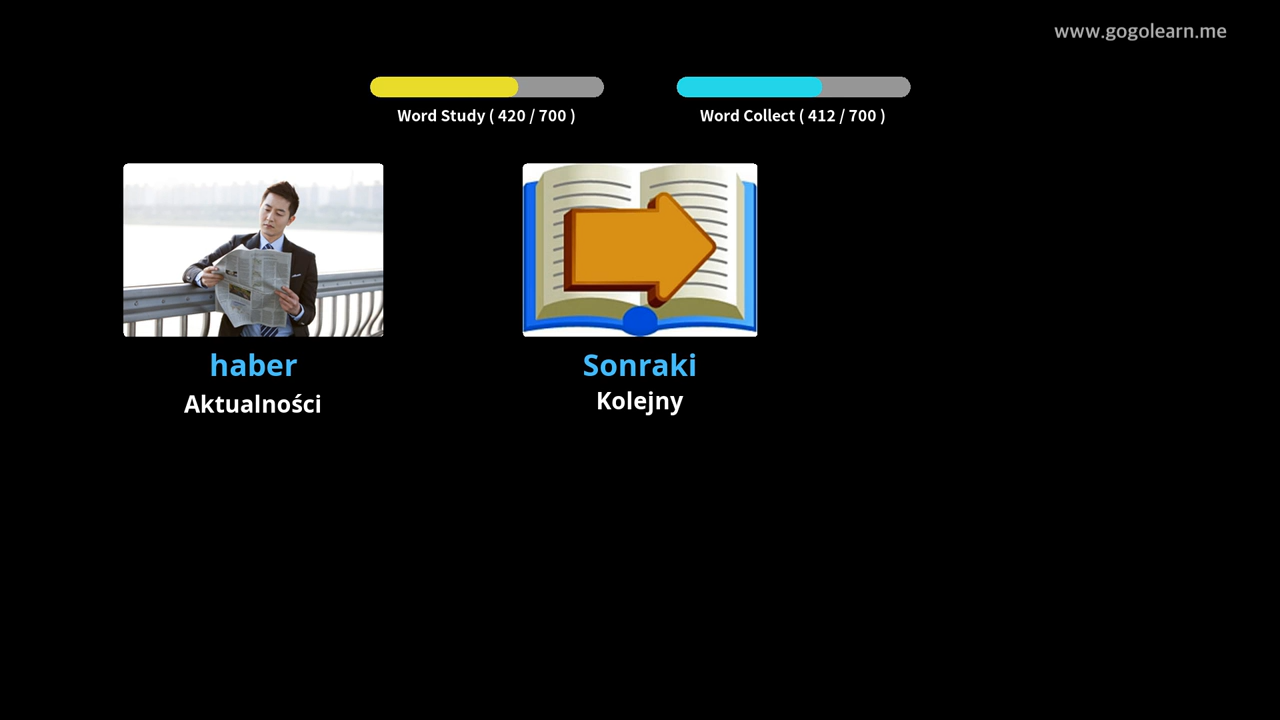 www.gogolearn.me
Word Study ( 420 / 700 )
Word Collect ( 412 / 700 )
haber
Aktualności
Sonraki
Kolejny